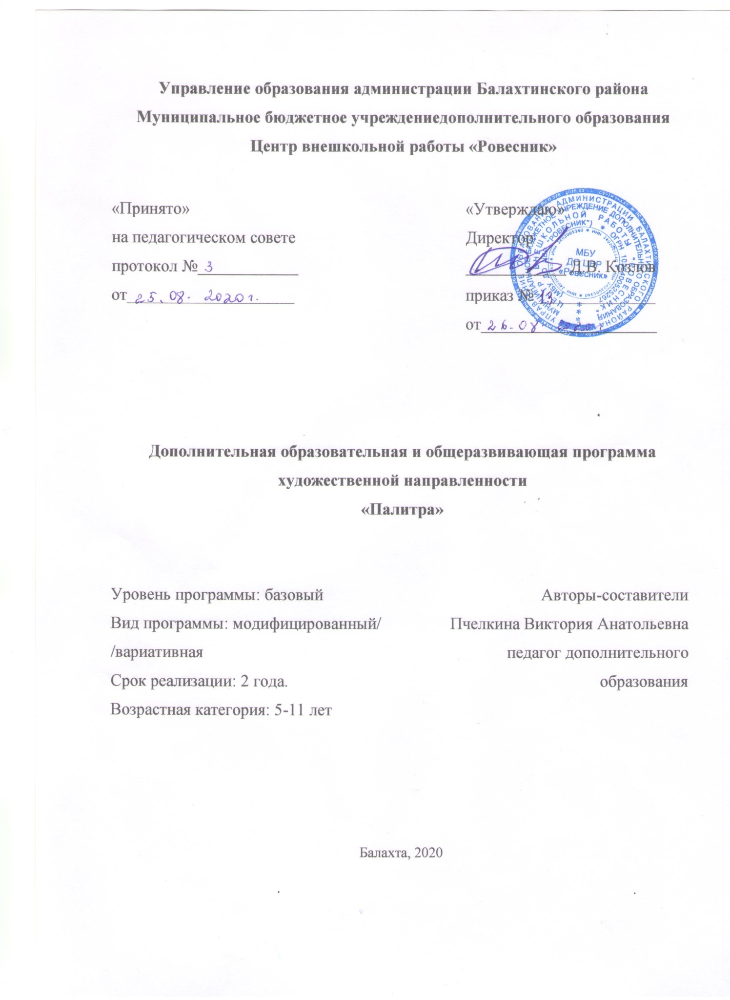 Управление образования администрации Балахтинского района
Муниципальное бюджетное учреждениедополнительного образования
Центр внешкольной работы «Ровесник»
«Принято»
на педагогическом совете
протокол № 3
от 25.08. 2020г.
«Утверждаю»
Директор
Д.В. Козлов
приказ № 13
от 26.08. 2020г
МБУ
ДО ЦВР
«Ровесник»
Дополнительная образовательная и общеразвивающая программа
художественной направленности
«Палитра»
Уровень программы: базовый
Вид программы: модифицированный/
/вариативная
Срок реализации: 2 года.
Возрастная категория: 5-11 лет
Авторы-составители
Пчелкина Виктория Анатольевна
педагог дополнительного
образования
Балахта, 2020